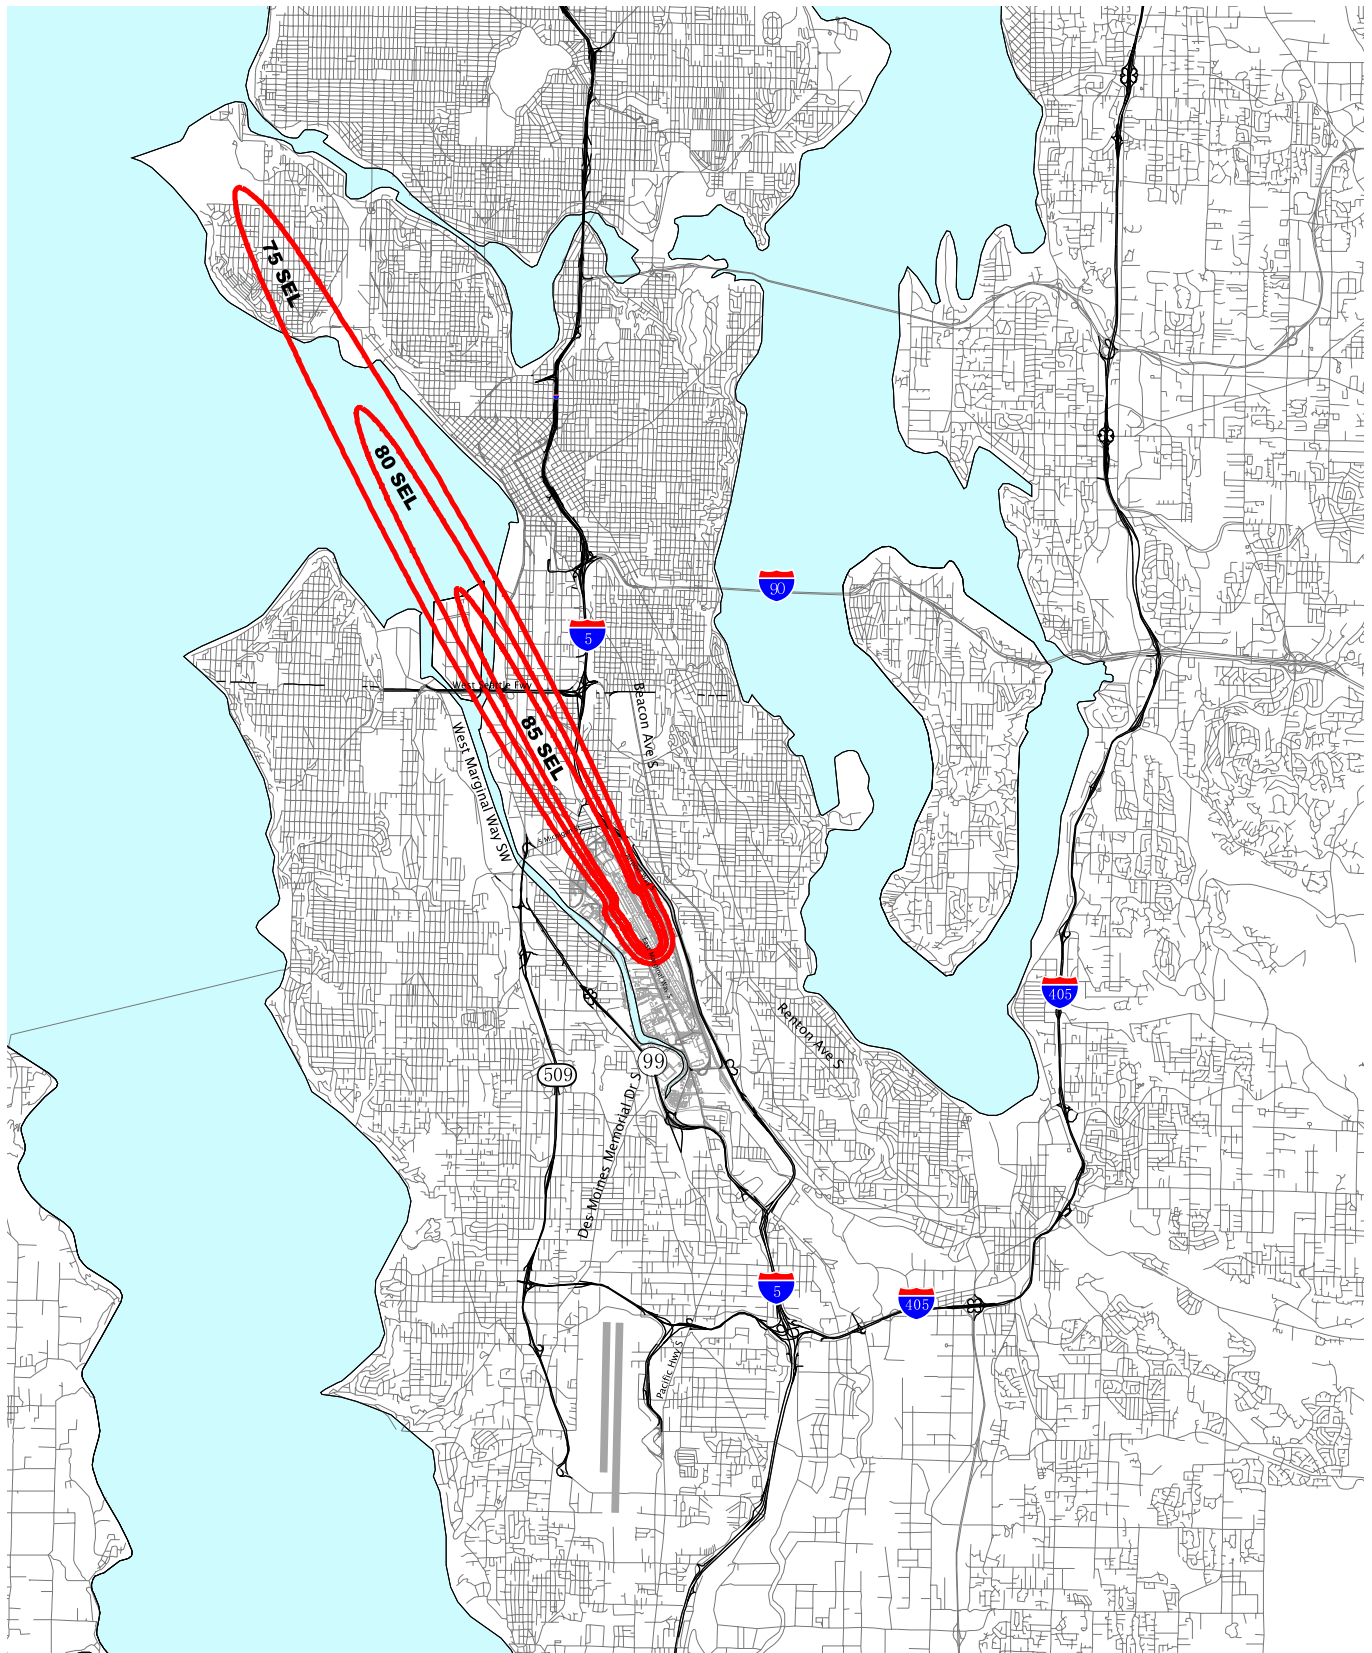 75 SEL
80 SEL
90
5
West Seattle Fwy
Beacon Ave S
85 SEL
West Marginal Way SW
405
Renton Ave S
99
509
Des Moines Memorial Dr S
5
405
Pacific Hwy S